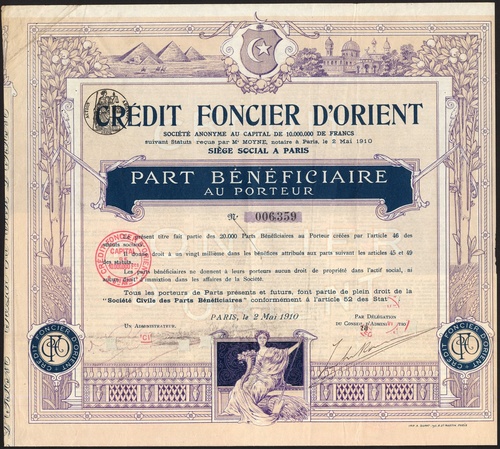 CRÉDIT FONCIER D'ORIENT
SOCIÉTÉ ANONYME AU CAPITAL DE 10.000.000 DE FRANCS
suivant Statuts reçus par Me MOYNE, notaire à Paris, le 2 Mai 1910
SIÈGE SOCIAL A PARIS
PART BÉNÉFICIAIRE
AU PORTEUR
No 006359
Le présent titre fait partie des 20.000 Parts Bénéficiaires au Porteur créées par l'article 46 des
statuts sociaux.
Il donne droit à un vingt millième dans les bénéfices attribués aux parts suivant les articles 45 et 49
des statuts.
Les parts bénéficiaires ne donnent à leurs porteurs aucun droit de propriété dans l'actif social, ni
aucun droit d'immixtion dans les affaires de la Société.
Tous les porteurs de Parts présents et futurs, font partie de plein droit de la
"Société Civile des Parts Bénéficiaires" conformément à l'article 52 des Stat
PARIS, le 2 Mai 1910
UN ADMINISTRATEUR,
PAR DÉLÉGATION
DU CONSEIL D'ADMINIST
CRÉDIT FONCIER D'ORIENT
CAPITAL
CRÉDIT FONCIER D'ORIENT
CRÉDIT FONCIER D'ORIENT